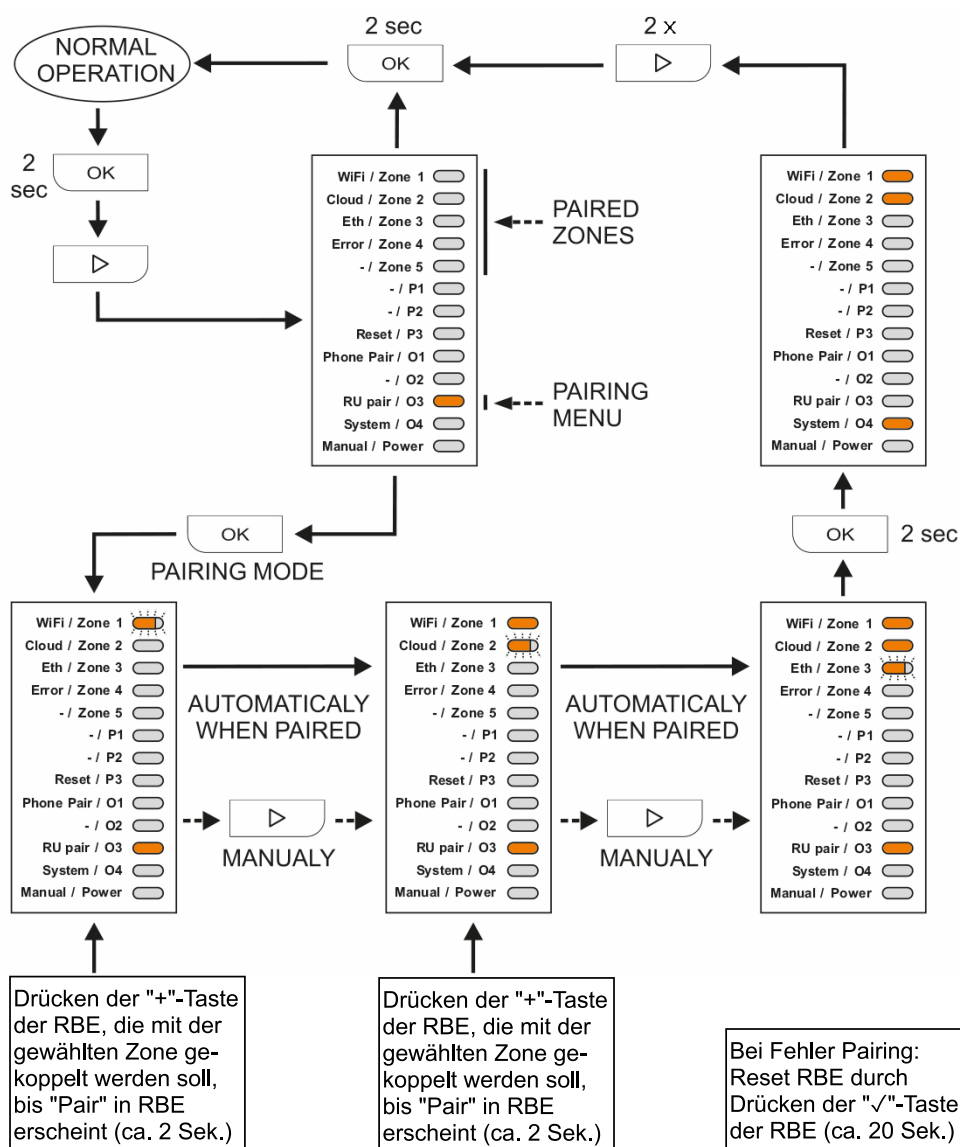 2 sec
2 x
NORMAL
OPERATION
OK
▷
2
sec
OK
▷
WiFi / Zone 1
Cloud / Zone 2
Eth / Zone 3
Error / Zone 4
- / Zone 5
- / P1
- / P2
Reset / P3
Phone Pair / O1
- / O2
RU pair / O3
System / O4
Manual / Power
PAIRED
ZONES
PAIRING
MENU
WiFi / Zone 1
Cloud / Zone 2
Eth / Zone 3
Error / Zone 4
- / Zone 5
- / P1
- / P2
Reset / P3
Phone Pair / O1
- / O2
RU pair / O3
System / O4
Manual / Power
OK
PAIRING MODE
OK
2 sec
WiFi / Zone 1
Cloud / Zone 2
Eth / Zone 3
Error / Zone 4
- / Zone 5
- / P1
- / P2
Reset / P3
Phone Pair / O1
- / O2
RU pair / O3
System / O4
Manual / Power
AUTOMATICALY
WHEN PAIRED
▷
MANUALY
WiFi / Zone 1
Cloud / Zone 2
Eth / Zone 3
Error / Zone 4
- / Zone 5
- / P1
- / P2
Reset / P3
Phone Pair / O1
- / O2
RU pair / O3
System / O4
Manual / Power
AUTOMATICALY
WHEN PAIRED
▷
MANUALY
WiFi / Zone 1
Cloud / Zone 2
Eth / Zone 3
Error / Zone 4
- / Zone 5
- / P1
- / P2
Reset / P3
Phone Pair / O1
- / O2
RU pair / O3
System / O4
Manual / Power
Drücken der "+"-Taste
der RBE, die mit der
gewählten Zone ge-
koppelt werden soll,
bis "Pair" in RBE
erscheint (ca. 2 Sek.)
Drücken der "+"-Taste
der RBE, die mit der
gewählten Zone ge-
koppelt werden soll,
bis "Pair" in RBE
erscheint (ca. 2 Sek.)
Bei Fehler Pairing:
Reset RBE durch
Drücken der "✓"-Taste
der RBE (ca. 20 Sek.)